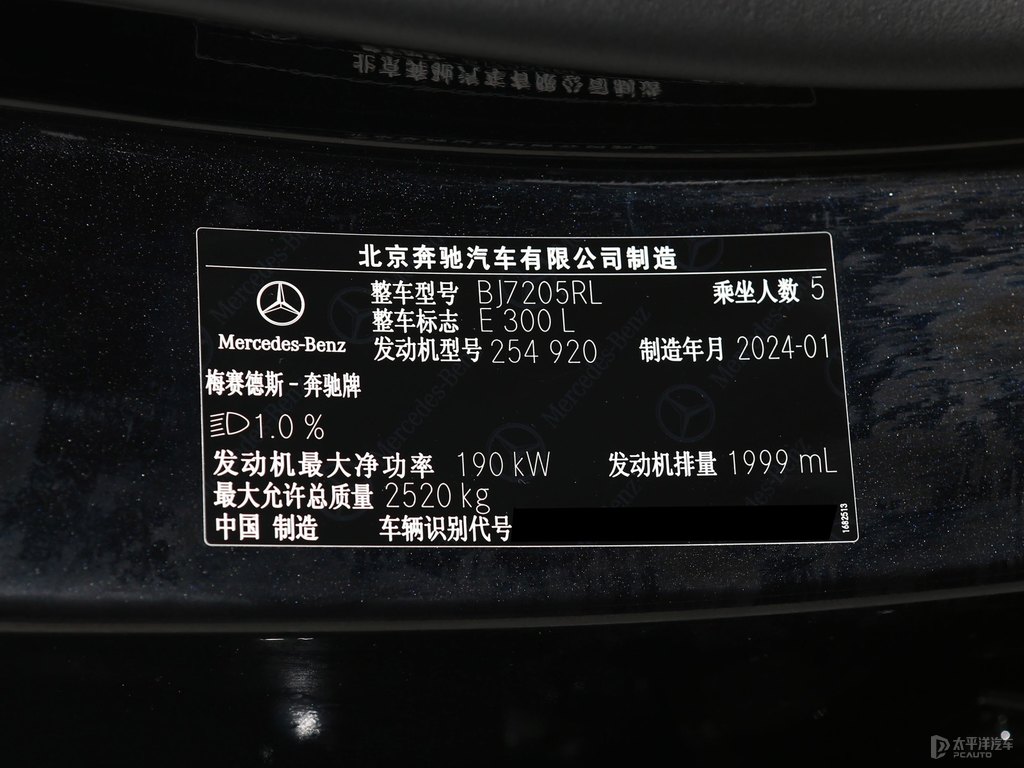 北京奔驰汽车有限公司制造
整车型号 BJ7205RL 乘坐人数 5
整车标志 E 300 L
Mercedes-Benz
发动机型号 254 920 制造年月 2024-01
梅赛德斯-奔驰牌
1.0 %
发动机最大净功率 190 kW 发动机排量 1999 mL
最大允许总质量 2520 kg
中国 制造 车辆识别代号
1682513
太平洋汽车
PCAUTO